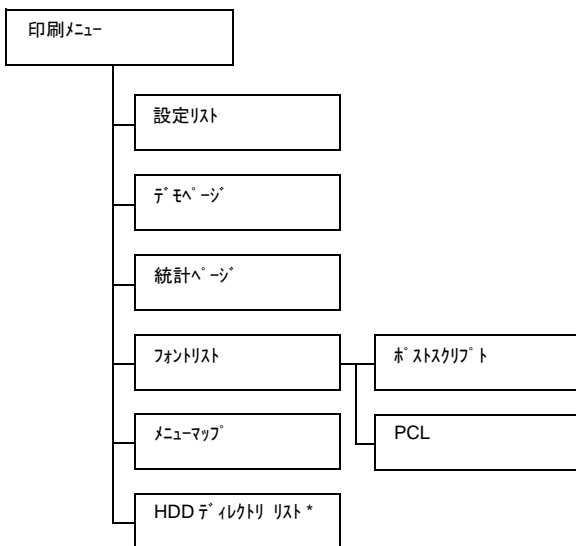 印刷ﾒﾆｭｰ
設定ﾘｽﾄ
ﾃﾞﾓﾍﾟｰｼﾞ
統計ﾍﾟｰｼﾞ
ﾌｫﾝﾄﾘｽﾄ
ﾎﾟｽﾄｽｸﾘﾌﾟﾄ
ﾒﾆｭｰﾏｯﾌﾟ
PCL
HDD ﾃﾞｨﾚｸﾄﾘ ﾘｽﾄ *